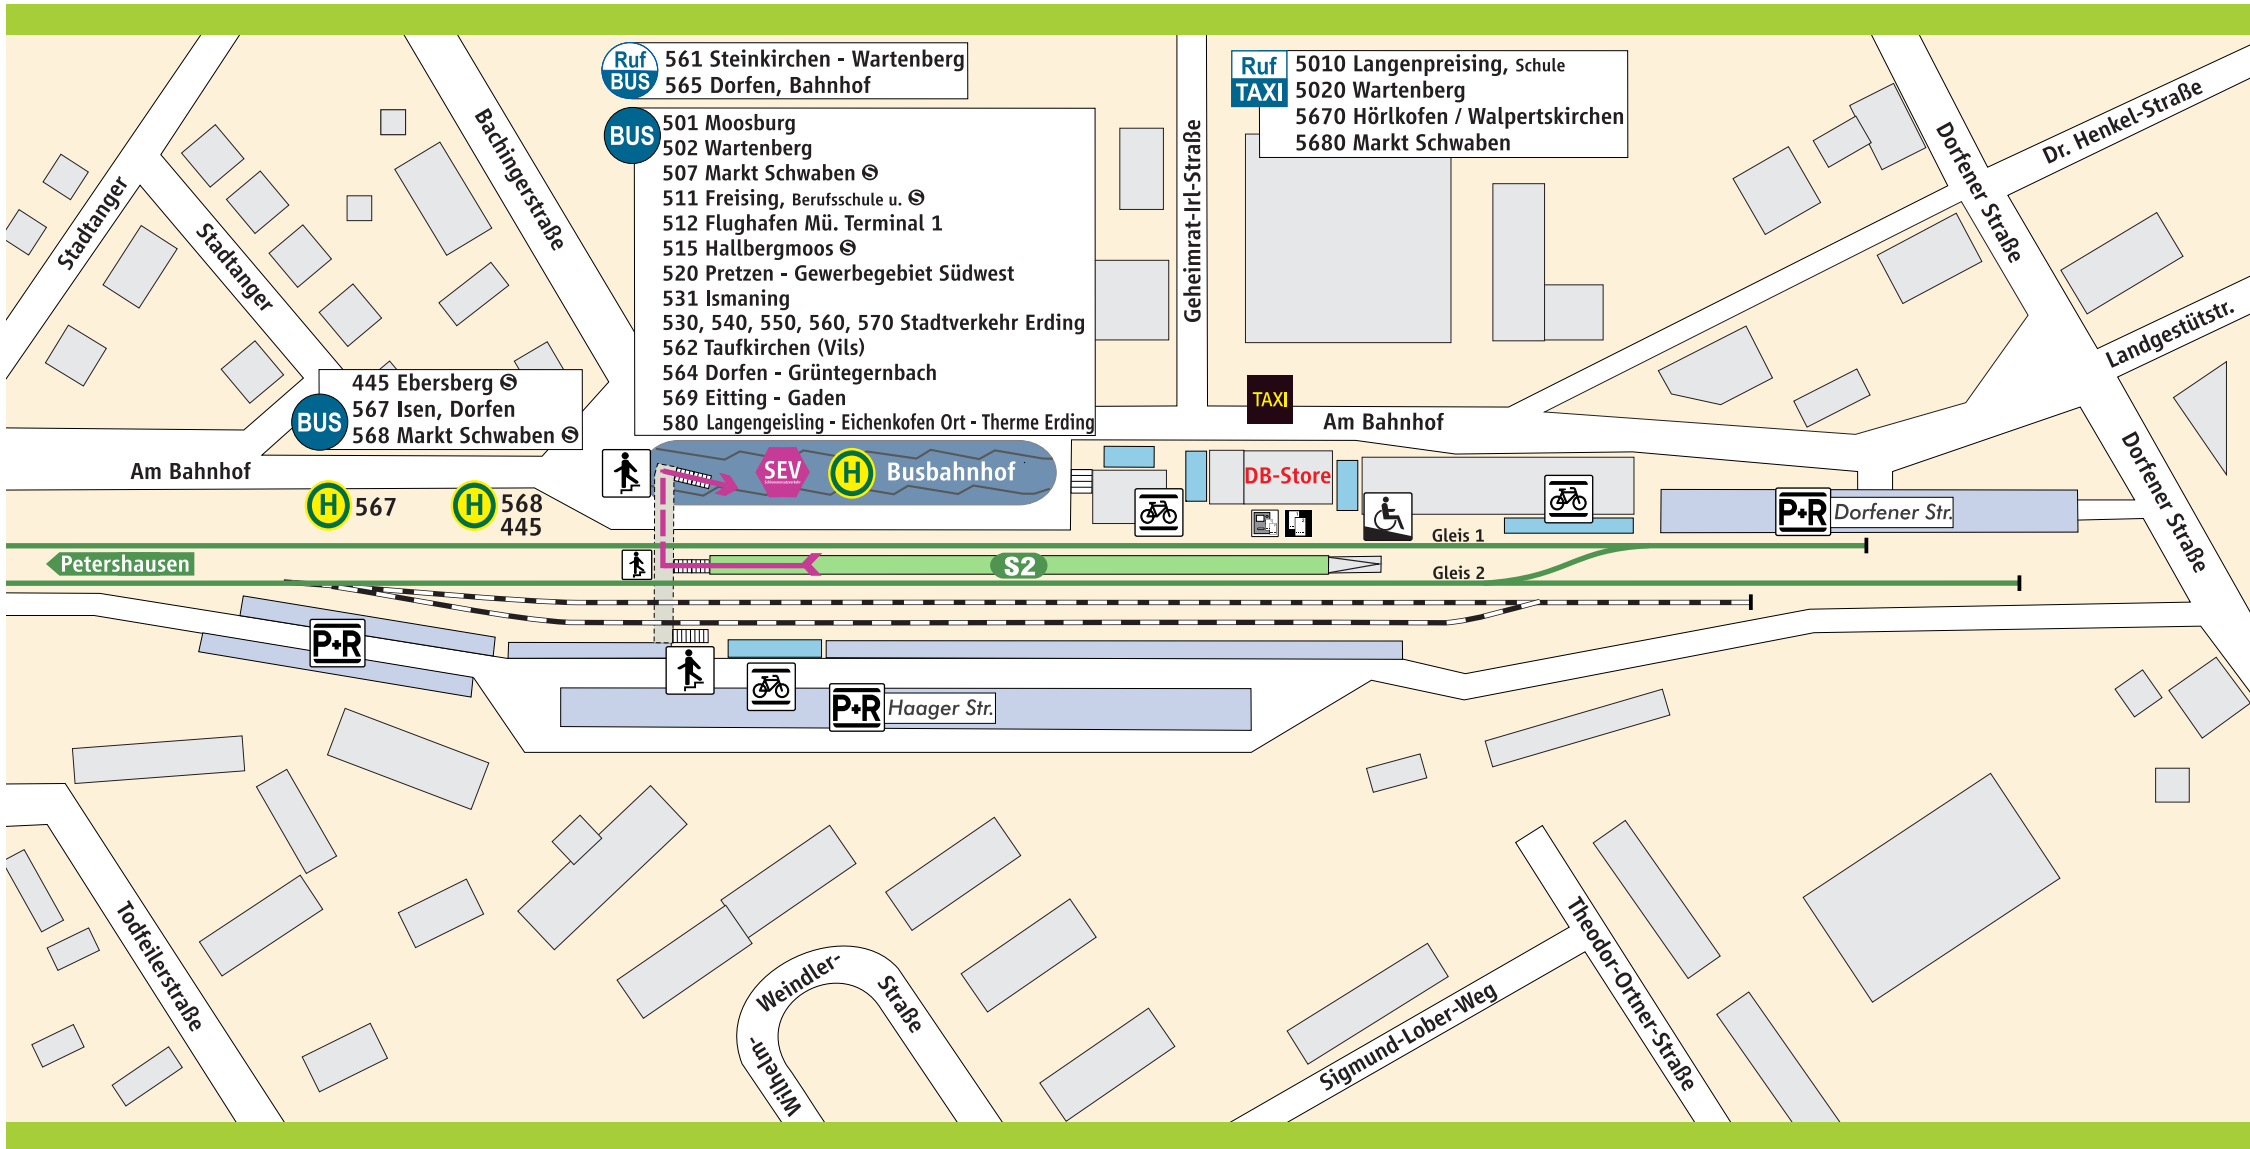 Ruf
BUS
561 Steinkirchen - Wartenberg
565 Dorfen, Bahnhof
BUS
501 Moosburg
502 Wartenberg
507 Markt Schwaben S
511 Freising, Berufsschule u. S
512 Flughafen Mü. Terminal 1
515 Hallbergmoos S
520 Pretzen - Gewerbegebiet Südwest
531 Ismaning
530, 540, 550, 560, 570 Stadtverkehr Erding
562 Taufkirchen (Vils)
564 Dorfen - Grüntegernbach
569 Eitting - Gaden
580 Langengeisling - Eichenkofen Ort - Therme Erding
Ruf
TAXI
5010 Langenpreising, Schule
5020 Wartenberg
5670 Hörlkofen / Walpertskirchen
5680 Markt Schwaben
BUS
445 Ebersberg S
567 Isen, Dorfen
568 Markt Schwaben S
Stadtanger
Stadtanger
Bachingerstraße
Geheimrat-Irl-Straße
Dorfener Straße
Dr. Henkel-Straße
Landgestütstr.
Dorfener Straße
TAXI
Am Bahnhof
Am Bahnhof
H 567
H 568
445
SEV
H Busbahnhof
DB-Store
P+R Dorfener Str.
Gleis 1
Petershausen
S2
Gleis 2
P+R
P+R Haager Str.
Todfeilerstraße
Wilhelm-
Weindler-
Straße
Sigmund-Lober-Weg
Theodor-Ortner-Straße